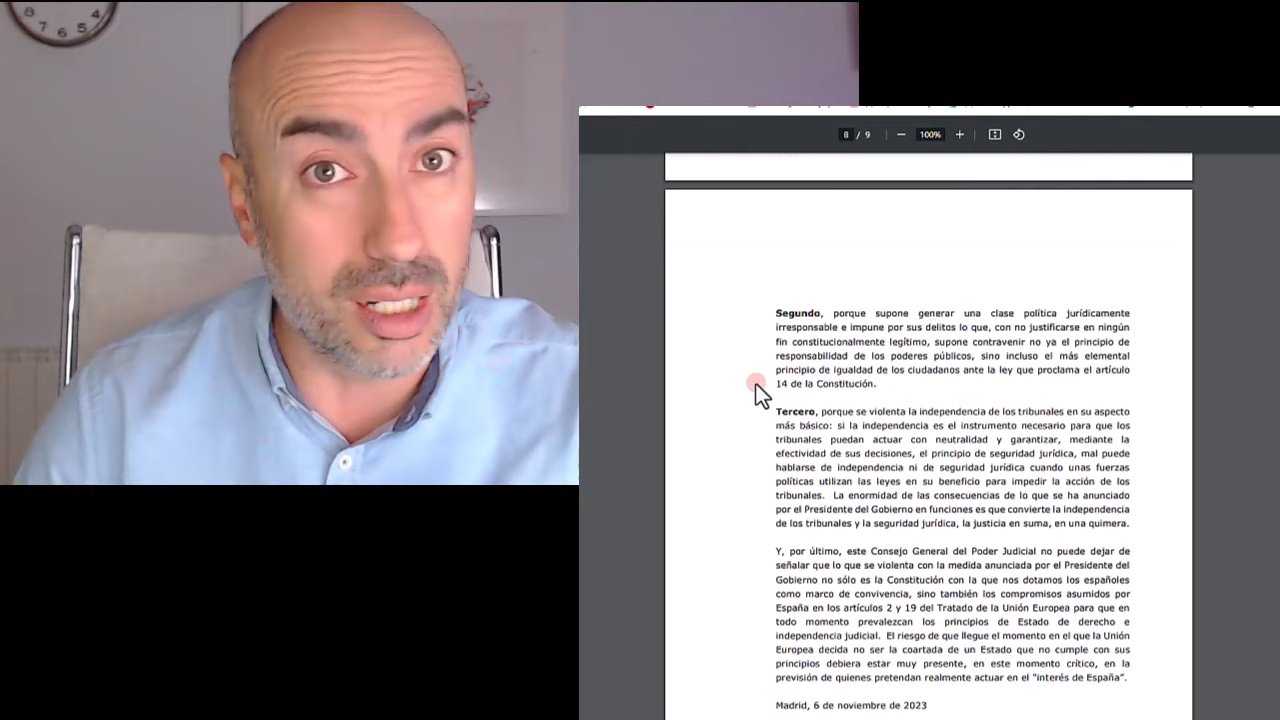 8
7
6
5
4
8 / 9
100%
Segundo, porque supone generar una clase política jurídicamente
irresponsable e impune por sus delitos lo que, con no justificarse en ningún
fin constitucionalmente legítimo, supone contravenir no ya el principio de
responsabilidad de los poderes públicos, sino incluso el más elemental
principio de igualdad de los ciudadanos ante la ley que proclama el artículo
14 de la Constitución.
Tercero, porque se violenta la independencia de los tribunales en su aspecto
más básico: si la independencia es el instrumento necesario para que los
tribunales puedan actuar con neutralidad y garantizar, mediante la
efectividad de sus decisiones, el principio de seguridad jurídica, mal puede
hablarse de independencia ni de seguridad jurídica cuando unas fuerzas
políticas utilizan las leyes en su beneficio para impedir la acción de los
tribunales. La enormidad de las consecuencias de lo que se ha anunciado
por el Presidente del Gobierno en funciones es que convierte la independencia
de los tribunales y la seguridad jurídica, la justicia en suma, en una quimera.
Y, por último, este Consejo General del Poder Judicial no puede dejar de
señalar que lo que se violenta con la medida anunciada por el Presidente del
Gobierno no sólo es la Constitución con la que nos dotamos los españoles
como marco de convivencia, sino también los compromisos asumidos por
España en los artículos 2 y 19 del Tratado de la Unión Europea para que en
todo momento prevalezcan los principios de Estado de derecho e
independencia judicial. El riesgo de que llegue el momento en el que la Unión
Europea decida no ser la coartada de un Estado que no cumple con sus
principios debiera estar muy presente, en este momento crítico, en la
previsión de quienes pretendan realmente actuar en el "interés de España".
Madrid, 6 de noviembre de 2023